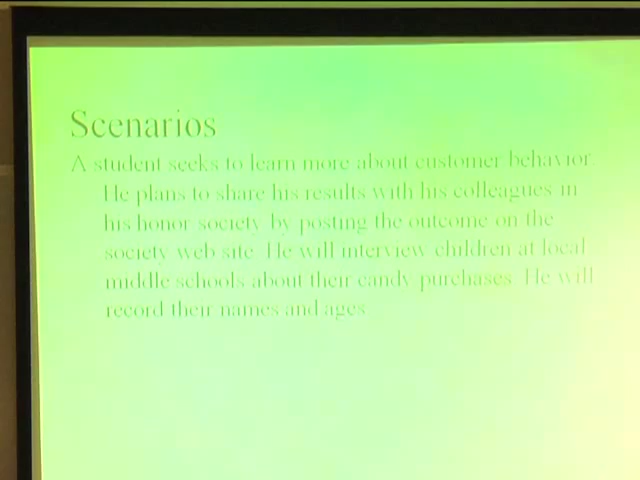 Scenarios
A student seeks to learn more about customer behavior.
He plans to share his results with his colleagues in
his honor society by posting the outcome on the
society web site. He will interview children at local
middle schools about their candy purchases. He will
record their names and ages.